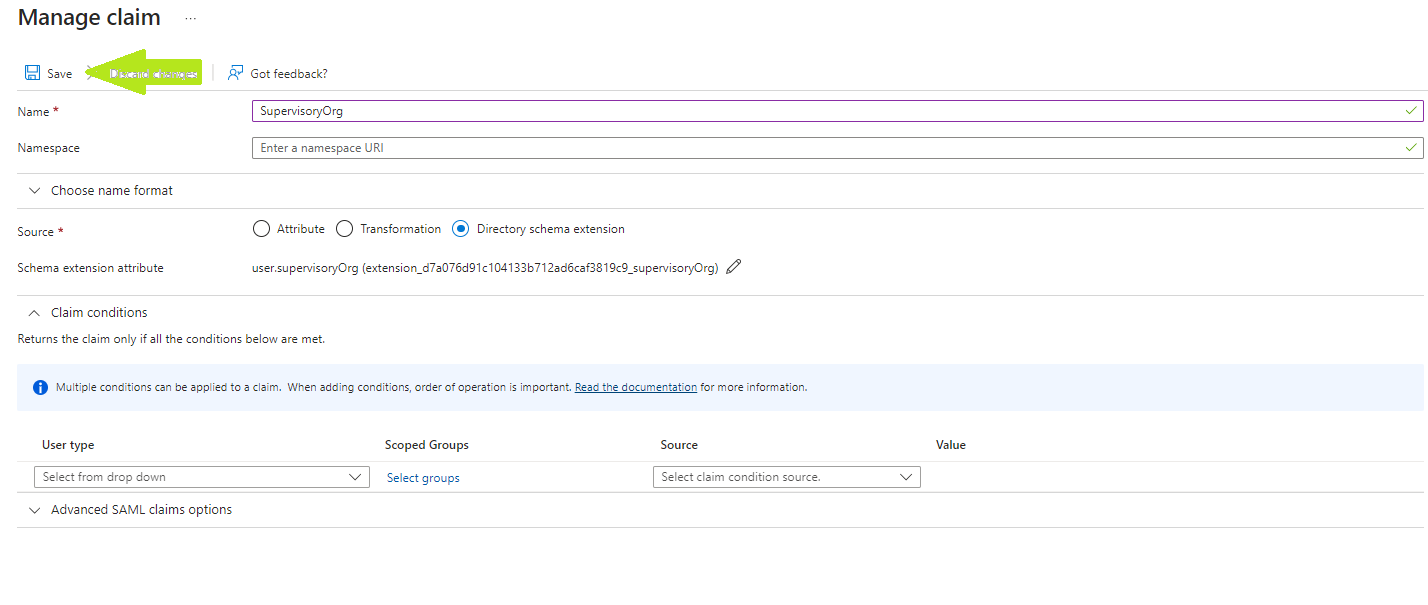 Manage claim ...
Save Discard changes Got feedback?
Name * SupervisoryOrg
Namespace Enter a namespace URI
Choose name format
Source * Attribute Transformation Directory schema extension
Schema extension attribute user.supervisoryOrg (extension_d7a076d91c104133b712ad6caf3819c9_supervisoryOrg)
Claim conditions
Returns the claim only if all the conditions below are met.
Multiple conditions can be applied to a claim. When adding conditions, order of operation is important. Read the documentation for more information.
User type Scoped Groups Source Value
Select from drop down Select groups Select claim condition source.
Advanced SAML claims options